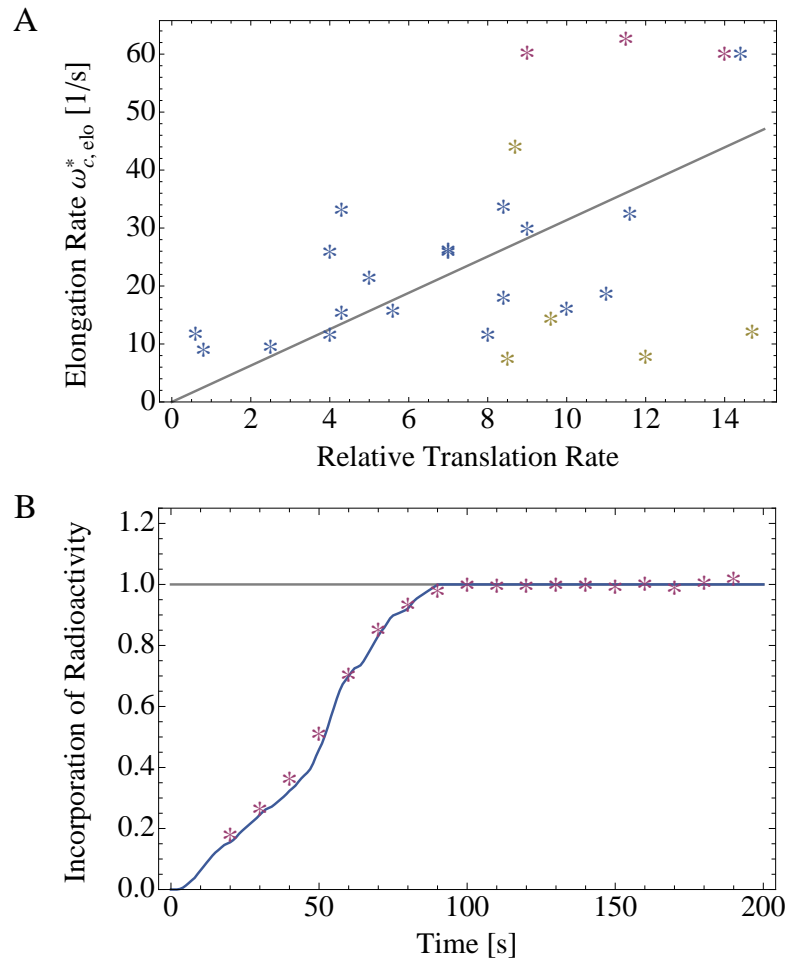 A
Elongation Rate ω*c, elo [1/s]
60
50
40
30
20
10
0
0 2 4 6 8 10 12 14
Relative Translation Rate
B
Incorporation of Radioactivity
1.2
1.0
0.8
0.6
0.4
0.2
0.0
0 50 100 150 200
Time [s]